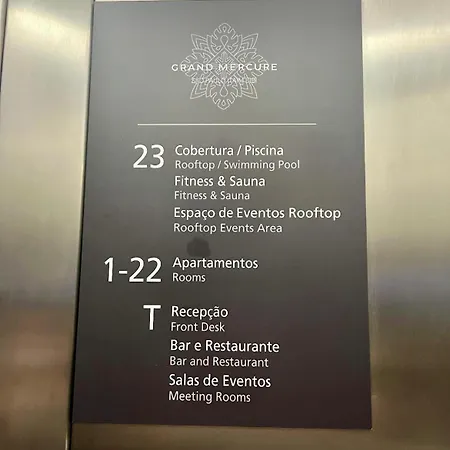 GRAND MERCURE
23
Cobertura / Piscina
Rooftop / Swimming Pool
Fitness & Sauna
Fitness & Sauna
Espaço de Eventos Rooftop
Rooftop Events Area
1-22
Apartamentos
Rooms
T
Recepção
Front Desk
Bar e Restaurante
Bar and Restaurant
Salas de Eventos
Meeting Rooms